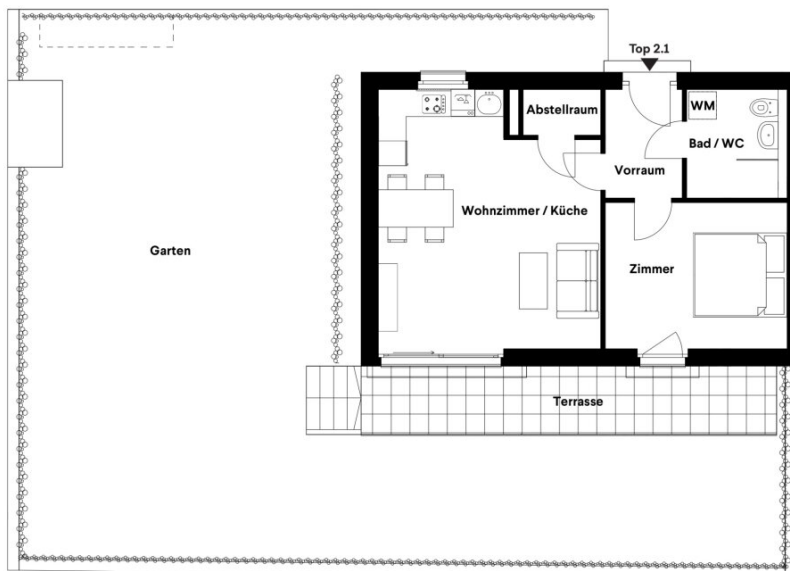 Top 2.1
Abstellraum
WM
Bad / WC
Vorraum
Wohnzimmer / Küche
Garten
Zimmer
Terrasse